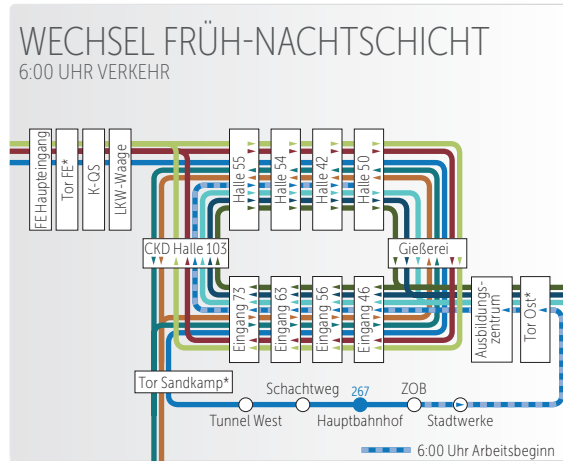 WECHSEL FRÜH-NACHTSCHICHT
6:00 UHR VERKEHR
FE Haupteingang
Tor FE*
K-QS
LKW-Waage
Halle 55
Halle 54
Halle 42
Halle 50
CKD Halle 103
Gießerei
Eingang 73
Eingang 63
Eingang 56
Eingang 46
Ausbildungs-
zentrum
Tor Ost*
Tor Sandkamp*
Schachtweg
267
ZOB
Tunnel West
Hauptbahnhof
Stadtwerke
6:00 Uhr Arbeitsbeginn